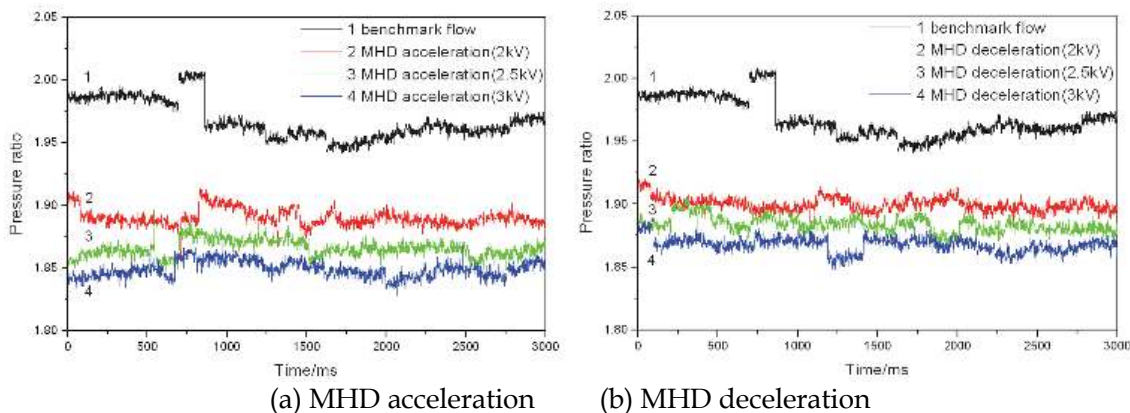 2.05
2.00
1.95
1.90
1.85
1.80
Pressure ratio
1 benchmark flow
2 MHD acceleration(2kV)
3 MHD acceleration(2.5kV)
4 MHD acceleration(3kV)
1
2
3
4
0 500 1000 1500 2000 2500 3000
Time/ms
2.05
2.00
1.95
1.90
1.85
1.80
Pressure ratio
1 benchmark flow
2 MHD deceleration(2kV)
3 MHD deceleration(2.5kV)
4 MHD deceleration(3kV)
1
2
3
4
0 500 1000 1500 2000 2500 3000
Time/ms
(a) MHD acceleration (b) MHD deceleration